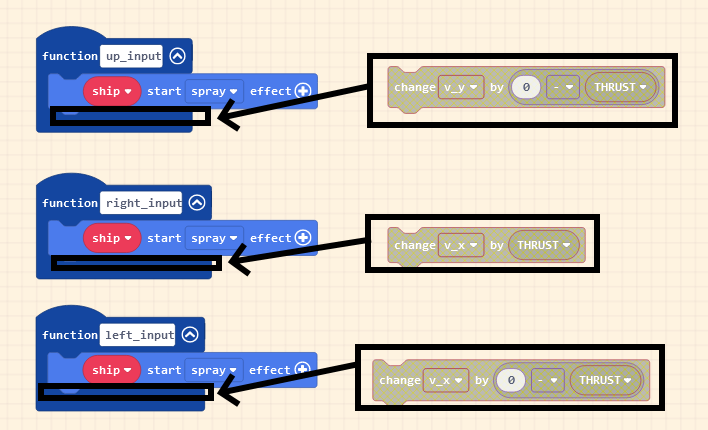 function up_input
ship start spray effect
change v_y by 0 - THRUST
function right_input
ship start spray effect
change v_x by THRUST
function left_input
ship start spray effect
change v_x by 0 - THRUST